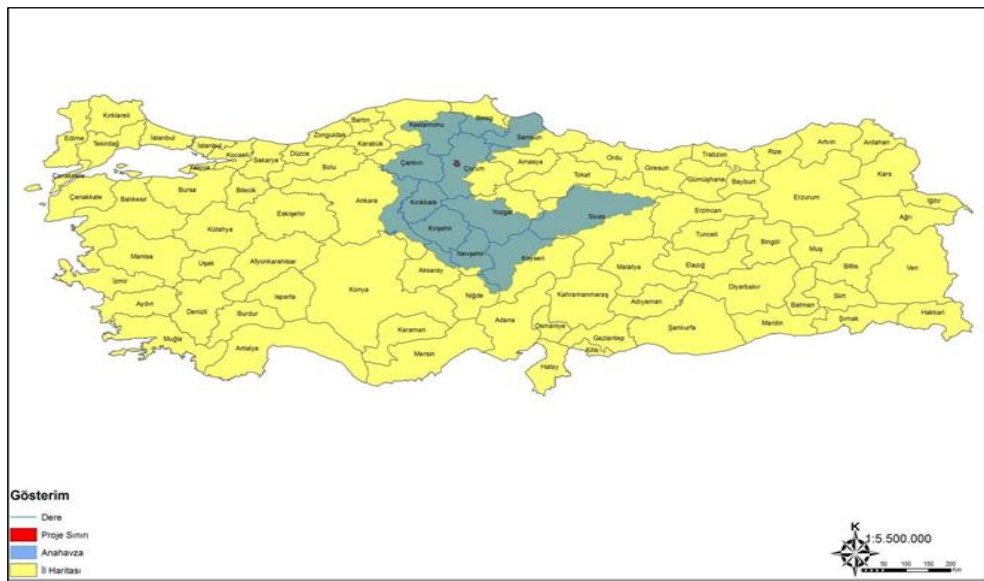 Kırklareli
Edirne
Tekirdağ
İstanbul
İstanbul
Kocaeli
Yalova
Sakarya
Düzce
Zonguldak
Bartın
Karabük
Kastamonu
Sinop
Samsun
Çanakkale
Çanakkale
Balıkesir
Bursa
Bilecik
Bolu
Çankırı
Çorum
Amasya
Ordu
Giresun
Trabzon
Rize
Artvin
Ardahan
Kars
Tokat
Gümüşhane
Bayburt
Erzurum
Iğdır
Ağrı
Eskişehir
Ankara
Kırıkkale
Yozgat
Sivas
Erzincan
Kütahya
Kırşehir
Tunceli
Bingöl
Muş
Manisa
Uşak
Afyonkarahisar
Nevşehir
Kayseri
Malatya
Elazığ
Bitlis
Van
İzmir
Aksaray
Diyarbakır
Aydın
Denizli
Isparta
Burdur
Konya
Niğde
Kahramanmaraş
Adıyaman
Batman
Siirt
Hakkari
Muğla
Antalya
Karaman
Mersin
Adana
Osmaniye
Gaziantep
Kilis
Şanlıurfa
Mardin
Şırnak
Hatay
Gösterim
Dere
Proje Sınırı
Anahavza
İl Haritası
K
1:5.500.000
0 50 100 150 200
Km